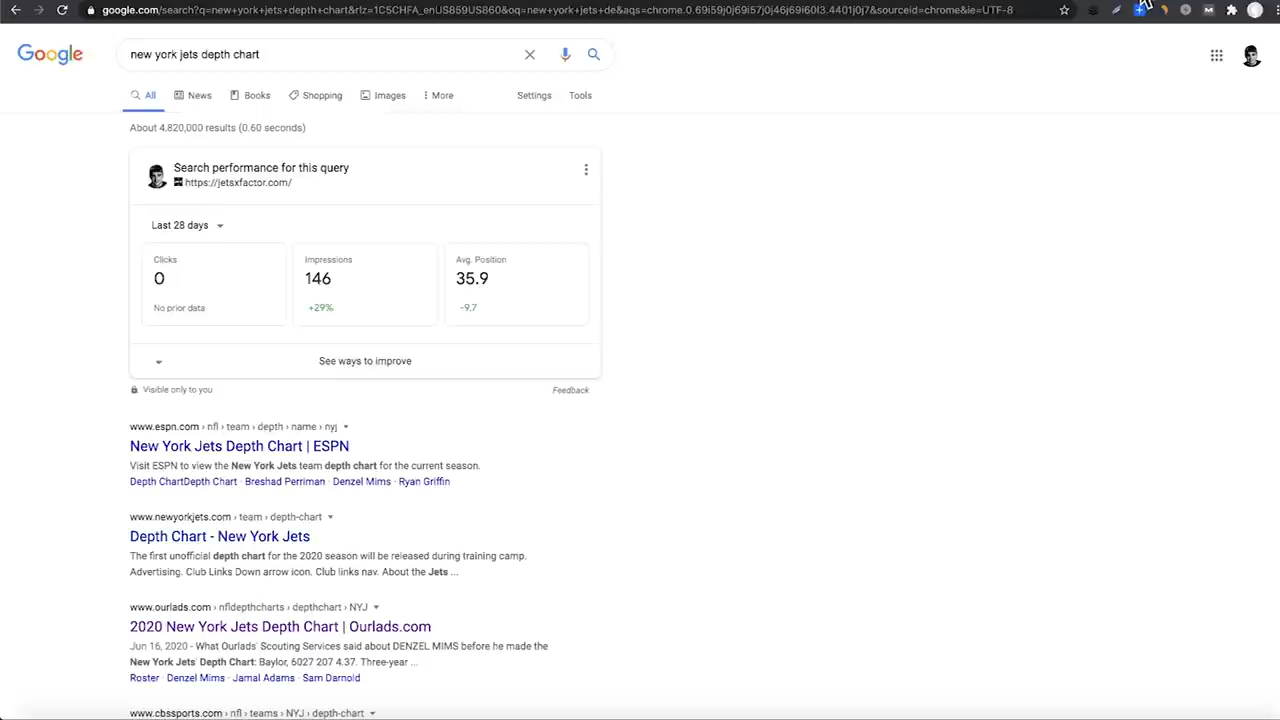 google.com/search?q=new+york+jets+depth+chart&rlz=1C5CHFA_enUS859US860&oq=new+york+jets+de&aqs=chrome.0.69i59j0j69i57j0j46j69i60l3.4401j0j7&sourceid=chrome&ie=UTF-8
Google
new york jets depth chart
All News Books Shopping Images More Settings Tools
About 4,820,000 results (0.60 seconds)
Search performance for this query
https://jetsxfactor.com/
Last 28 days
Clicks Impressions Avg. Position
0 146 35.9
No prior data +29% -9.7
See ways to improve
Visible only to you Feedback
www.espn.com › nfl › team › depth › name › nyj
New York Jets Depth Chart | ESPN
Visit ESPN to view the New York Jets team depth chart for the current season.
Depth ChartDepth Chart · Breshad Perriman · Denzel Mims · Ryan Griffin
www.newyorkjets.com › team › depth-chart
Depth Chart - New York Jets
The first unofficial depth chart for the 2020 season will be released during training camp.
Advertising. Club Links Down arrow icon. Club links nav. About the Jets ...
www.ourlads.com › nfldepthcharts › depthchart › NYJ
2020 New York Jets Depth Chart | Ourlads.com
Jun 16, 2020 - What Ourlads' Scouting Services said about DENZEL MIMS before he made the
New York Jets' Depth Chart: Baylor, 6027 207 4.37. Three-year ...
Roster · Denzel Mims · Jamal Adams · Sam Darnold
www.cbssports.com › nfl › teams › NYJ › depth-chart